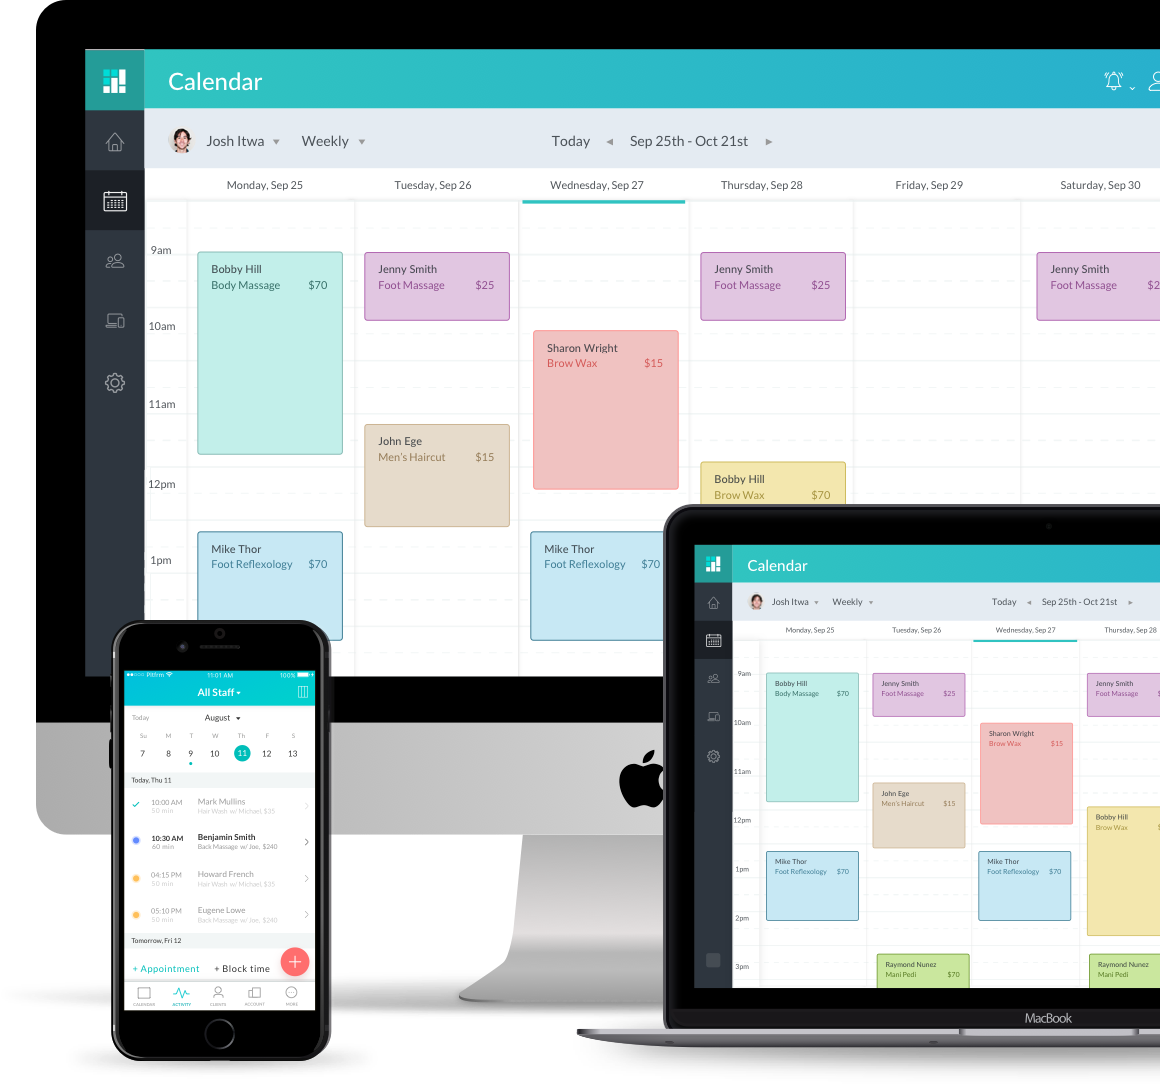 Calendar
Josh Itwa Weekly Today Sep 25th - Oct 21st
Monday, Sep 25 Tuesday, Sep 26 Wednesday, Sep 27 Thursday, Sep 28 Friday, Sep 29 Saturday, Sep 30
9am
Bobby Hill
Body Massage $70
Jenny Smith
Foot Massage $25
Jenny Smith
Foot Massage $25
Jenny Smith
Foot Massage
10am
Sharon Wright
Brow Wax $15
11am
John Ege
Men's Haircut $15
12pm
Bobby Hill
Brow Wax $70
1pm
Mike Thor
Foot Reflexology $70
Mike Thor
Foot Reflexology $70
Pltfrm 11:01 AM 100%
All Staff
Today August
Su M T W Th F S
7 8 9 10 11 12 13
Today, Thu 11
10:00 AM Mark Mullins
50 min Hair Wash w/ Michael, $35
10:30 AM Benjamin Smith
60 min Back Massage w/ Joe, $240
04:15 PM Howard French
50 min Hair Wash w/ Michael, $35
05:10 PM Eugene Lowe
50 min Back Massage w/ Joe, $240
Tomorrow, Fri 12
+ Appointment + Block time
CALENDAR ACTIVITY CLIENTS ACCOUNT MORE
Calendar
Josh Itwa Weekly Today Sep 25th - Oct 21st
Monday, Sep 25 Tuesday, Sep 26 Wednesday, Sep 27 Thursday, Sep 28
9am
Bobby Hill
Body Massage $70
Jenny Smith
Foot Massage $25
Jenny Smith
Foot Massage
10am
Sharon Wright
Brow Wax $15
11am
John Ege
Men's Haircut $15
12pm
Bobby Hill
Brow Wax
1pm
Mike Thor
Foot Reflexology $70
Mike Thor
Foot Reflexology $70
2pm
3pm
Raymond Nunez
Mani Pedi $70
Raymond Nunez
Mani Pedi
MacBook